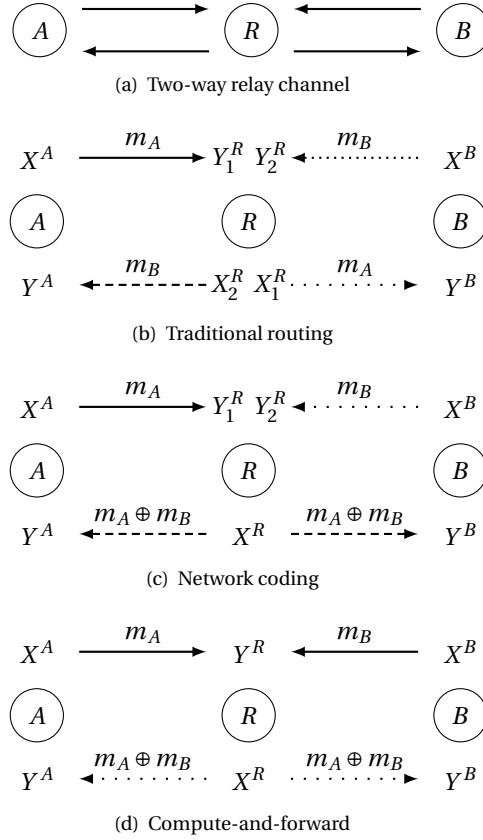 A R B
(a) Two-way relay channel
m_A m_B
X^A Y_1^R Y_2^R X^B
A R B
m_B m_A
Y^A X_2^R X_1^R Y^B
(b) Traditional routing
m_A m_B
X^A Y_1^R Y_2^R X^B
A R B
m_A ⊕ m_B m_A ⊕ m_B
Y^A X^R Y^B
(c) Network coding
m_A m_B
X^A Y^R X^B
A R B
m_A ⊕ m_B m_A ⊕ m_B
Y^A X^R Y^B
(d) Compute-and-forward